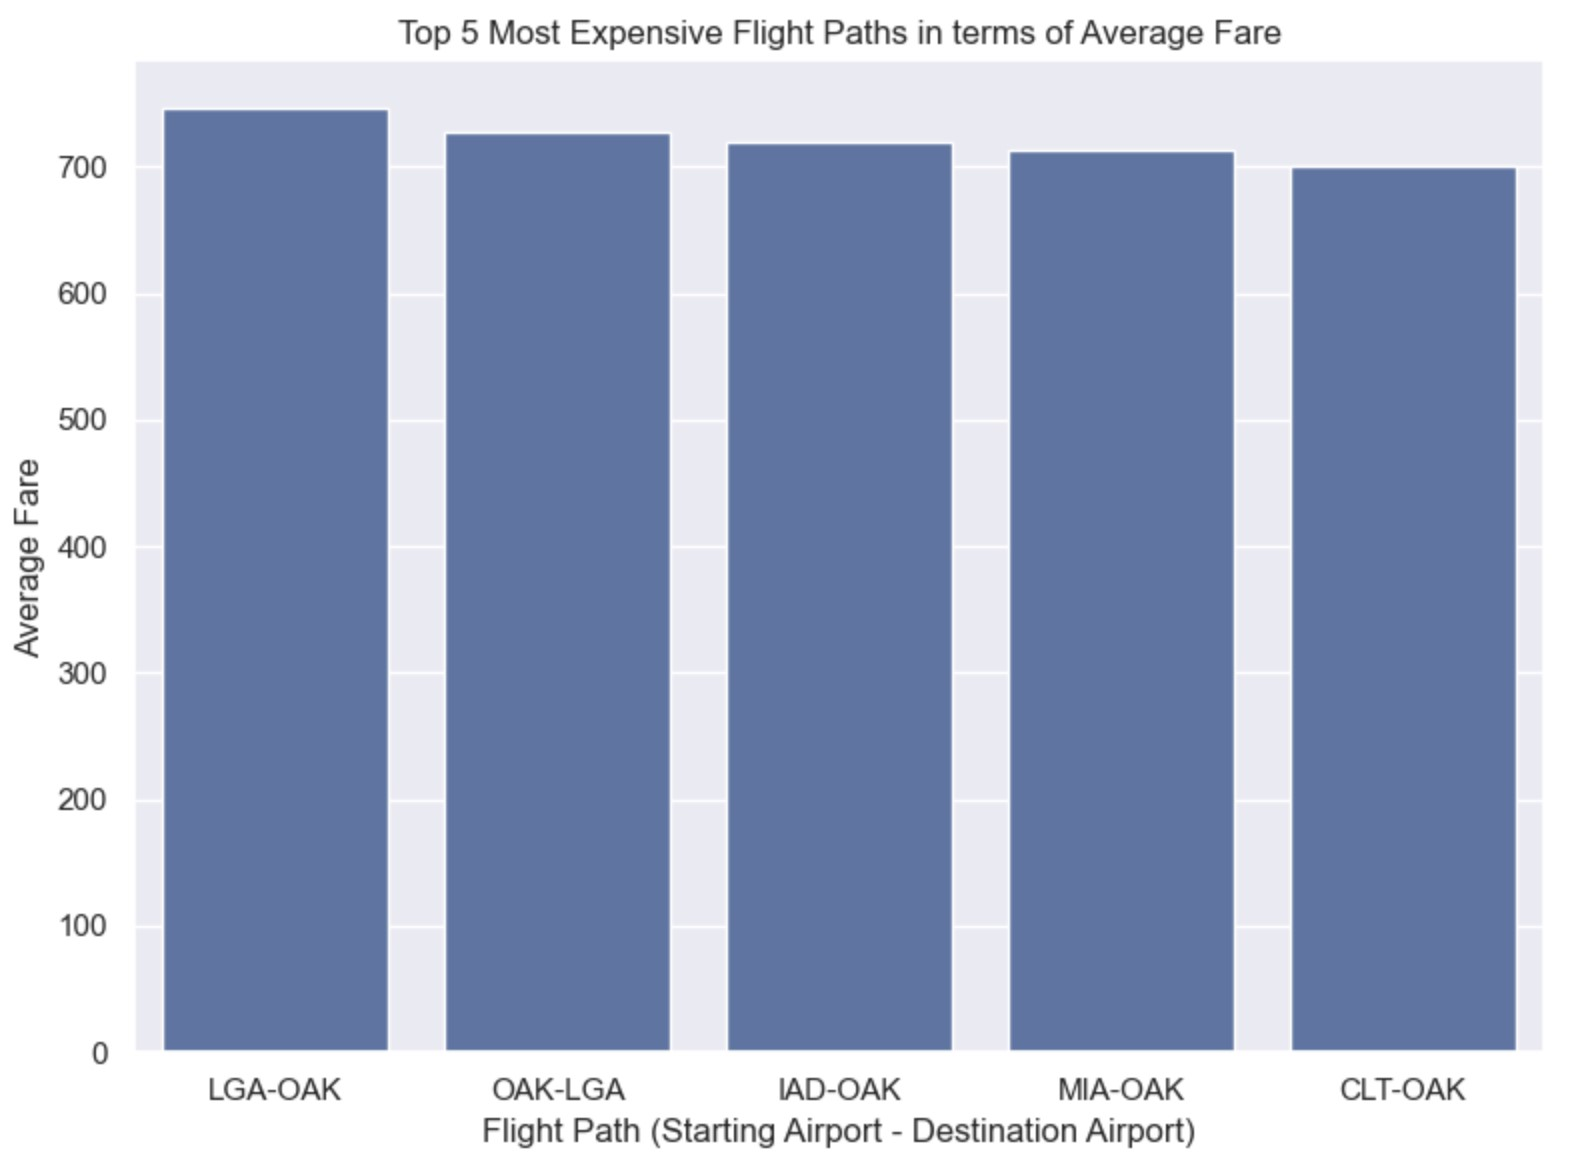 Top 5 Most Expensive Flight Paths in terms of Average Fare
Average Fare
700
600
500
400
300
200
100
0
LGA-OAK OAK-LGA IAD-OAK MIA-OAK CLT-OAK
Flight Path (Starting Airport - Destination Airport)